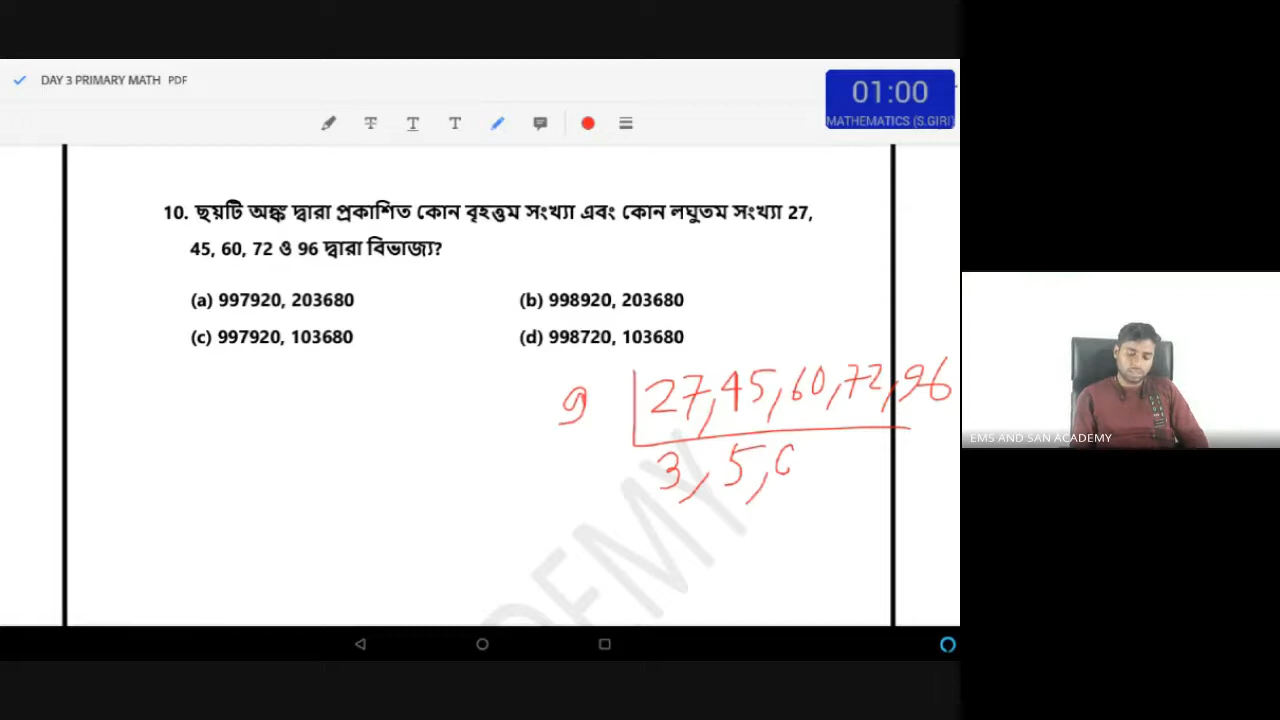 DAY 3 PRIMARY MATH PDF
01:00
MATHEMATICS (S.GIRI)
T T T
10. ছয়টি অঙ্ক দ্বারা প্রকাশিত কোন বৃহত্তম সংখ্যা এবং কোন লঘুতম সংখ্যা 27,
45, 60, 72 ও 96 দ্বারা বিভাজ্য?
(a) 997920, 203680 (b) 998920, 203680
(c) 997920, 103680 (d) 998720, 103680
9 27, 45, 60, 72, 96
3, 5,
EMS AND SAN ACADEMY